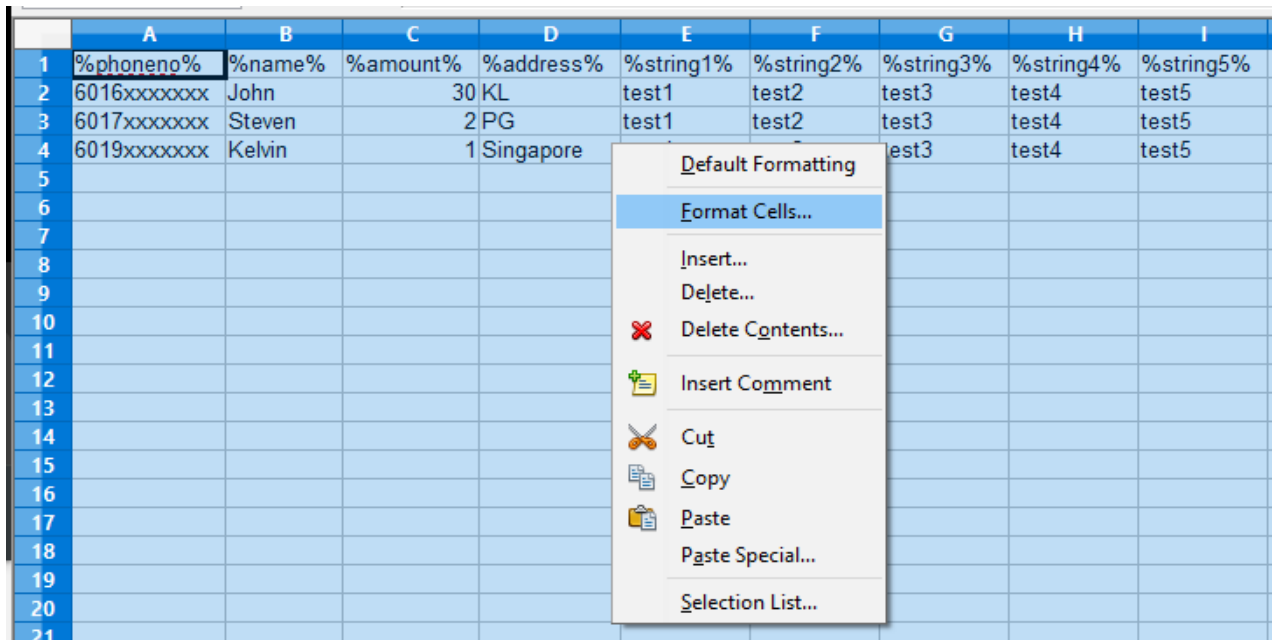 A B C D E F G H I
1 %phoneno% %name% %amount% %address% %string1% %string2% %string3% %string4% %string5%
2 6016xxxxxxx John 30 KL test1 test2 test3 test4 test5
3 6017xxxxxxx Steven 2 PG test1 test2 test3 test4 test5
4 6019xxxxxxx Kelvin 1 Singapore est3 test4 test5
5
6
7
8
9
10
11
12
13
14
15
16
17
18
19
20
21
Default Formatting
Format Cells...
Insert...
Delete...
Delete Contents...
Insert Comment
Cut
Copy
Paste
Paste Special...
Selection List...